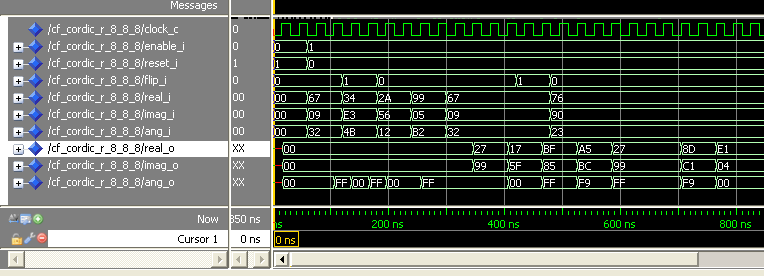 Messages
/cf_cordic_r_8_8_8/clock_c 0
/cf_cordic_r_8_8_8/enable_i 0 0 1
/cf_cordic_r_8_8_8/reset_i 1 1 0
/cf_cordic_r_8_8_8/flip_i 0 0 1 0 1 0
/cf_cordic_r_8_8_8/real_i 00 00 67 34 2A 99 67 76
/cf_cordic_r_8_8_8/imag_i 00 00 09 E3 56 05 09 90
/cf_cordic_r_8_8_8/ang_i 00 00 32 4B 12 B2 32 23
/cf_cordic_r_8_8_8/real_o XX 00 27 17 BF A5 27 8D E1
/cf_cordic_r_8_8_8/imag_o XX 00 99 5F 85 BC 99 C1 04
/cf_cordic_r_8_8_8/ang_o XX 00 FF 00 FF 00 FF 00 FF F9 FF F9 00
Now 350 ns 200 ns 400 ns 600 ns 800 ns
Cursor 1 0 ns 0 ns